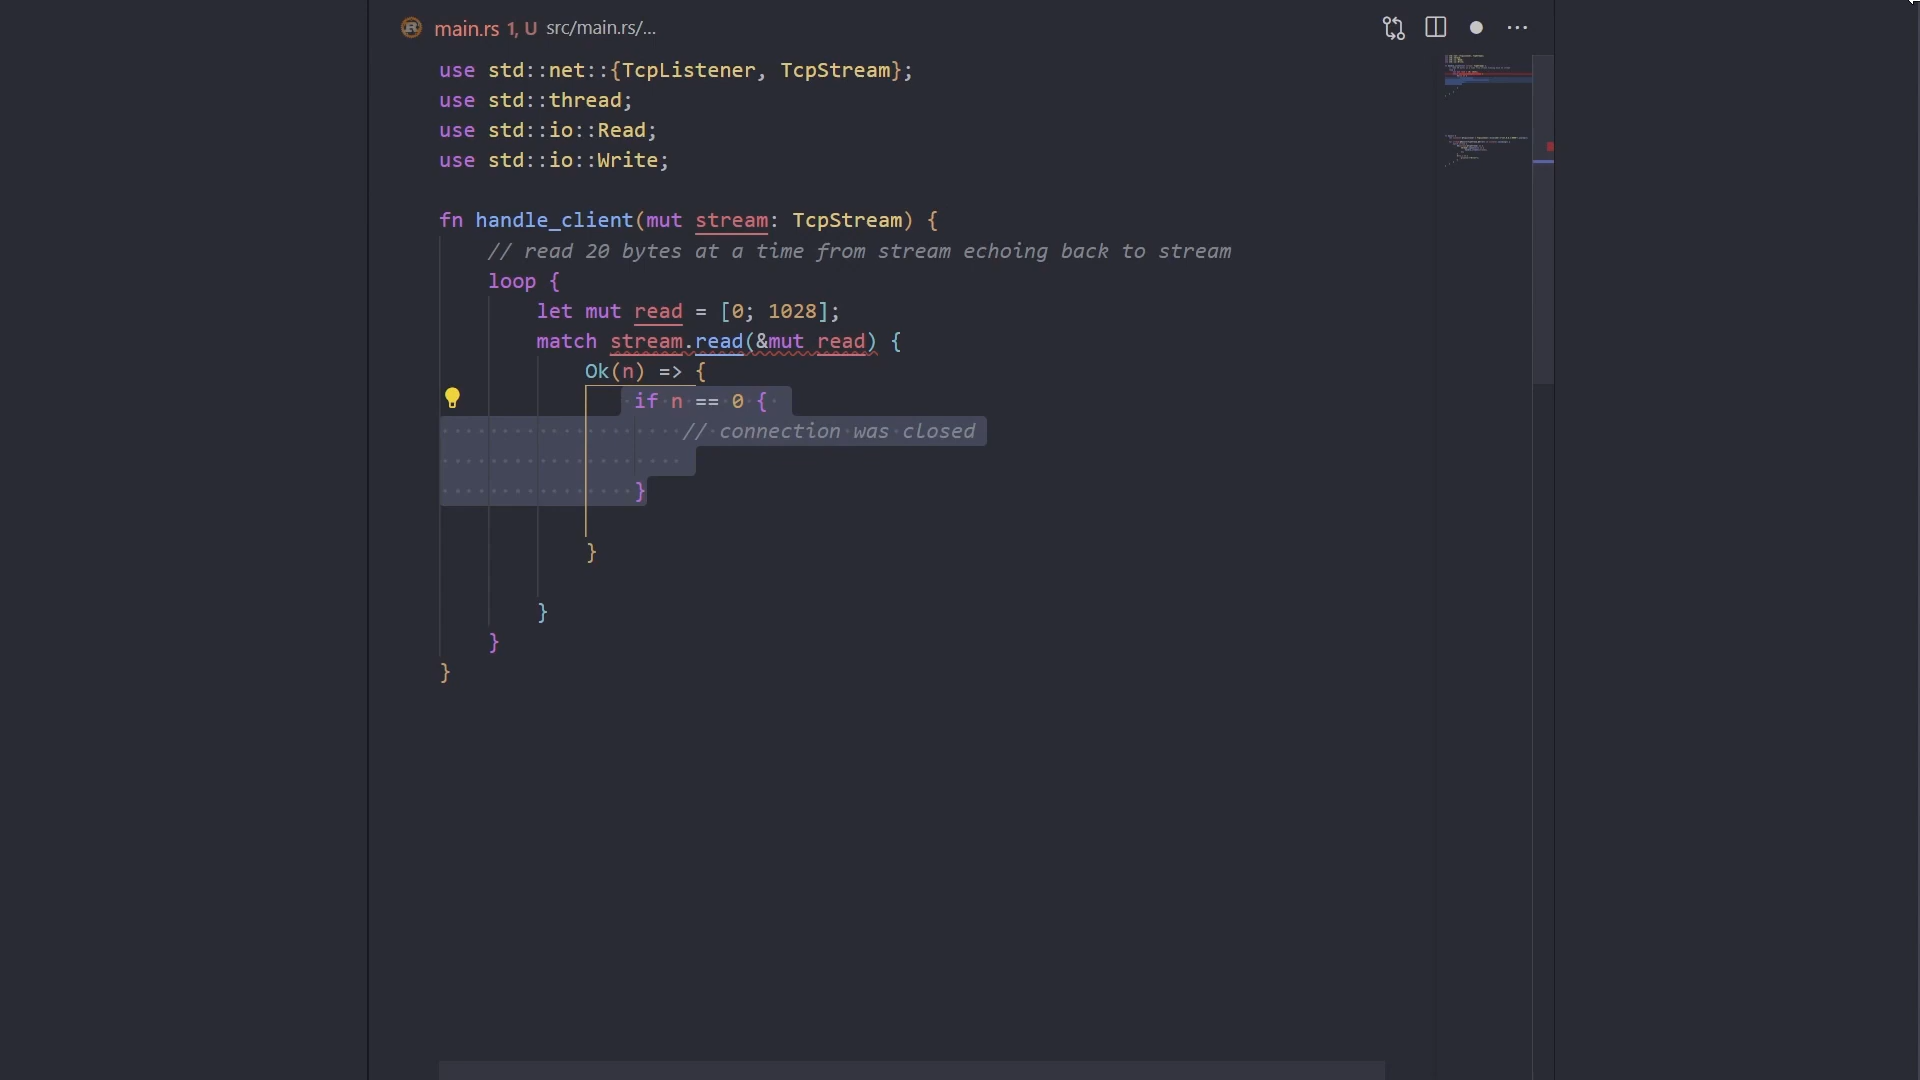 main.rs 1, U src/main.rs/...
use std::net::{TcpListener, TcpStream};
use std::thread;
use std::io::Read;
use std::io::Write;
fn handle_client(mut stream: TcpStream) {
// read 20 bytes at a time from stream echoing back to stream
loop {
let mut read = [0; 1028];
match stream.read(&mut read) {
Ok(n) => {
if n == 0 {
// connection was closed
}
}
}
}
}